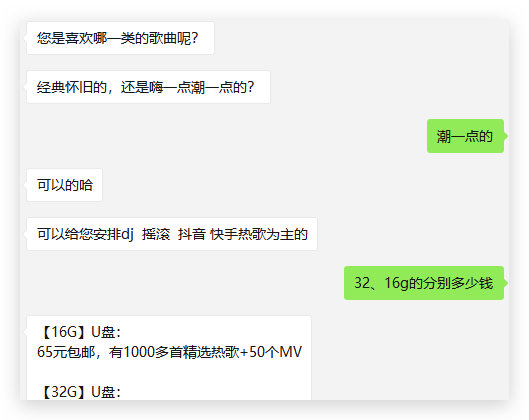 您是喜欢哪一类的歌曲呢？
经典怀旧的，还是嗨一点潮一点的？
潮一点的
可以的哈
可以给您安排dj  摇滚  抖音 快手热歌为主的
32、16g的分别多少钱
【16G】U盘：
65元包邮，有1000多首精选热歌+50个MV
【32G】U盘：